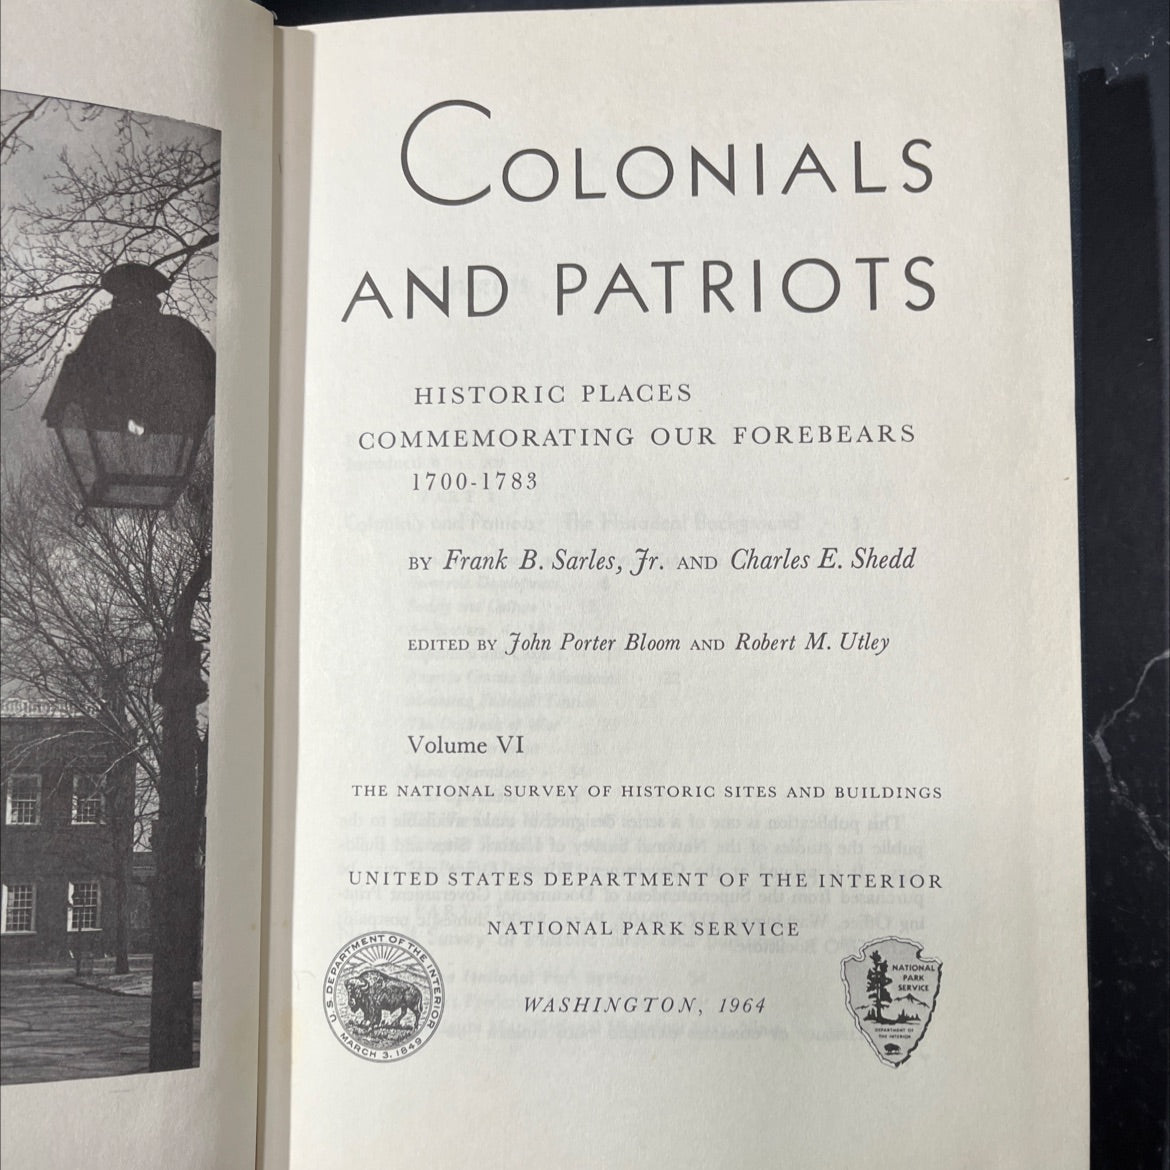 COLONIALS
AND PATRIOTS
HISTORIC PLACES
COMMEMORATING OUR FOREBEARS
1700-1783
BY Frank B. Sarles, Jr. AND Charles E. Shedd
EDITED BY John Porter Bloom AND Robert M. Utley
Volume VI
THE NATIONAL SURVEY OF HISTORIC SITES AND BUILDINGS
UNITED STATES DEPARTMENT OF THE INTERIOR
NATIONAL PARK SERVICE
WASHINGTON, 1964
U.S. DEPARTMENT OF THE INTERIOR
MARCH 3, 1849
NATIONAL
PARK
SERVICE
DEPARTMENT OF
THE INTERIOR